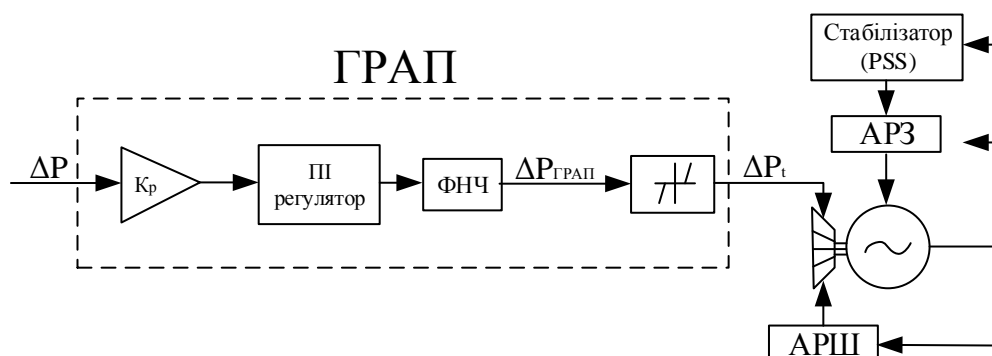 Стабілізатор
(PSS)
ГРАП
АРЗ
ΔP
Kp
ПІ
регулятор
ФНЧ
ΔPГРАП
ΔPt
АРШ